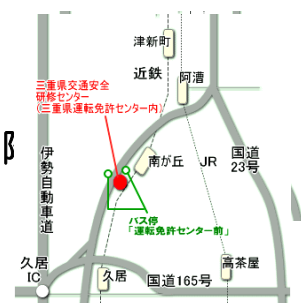 津新町
近鉄
阿漕
三重県交通安全
研修センター
(三重県運転免許センター内)
伊勢自動車道
南が丘
JR
国道
23号
バス停
「運転免許センター前」
久居
IC
久居
国道165号
高茶屋